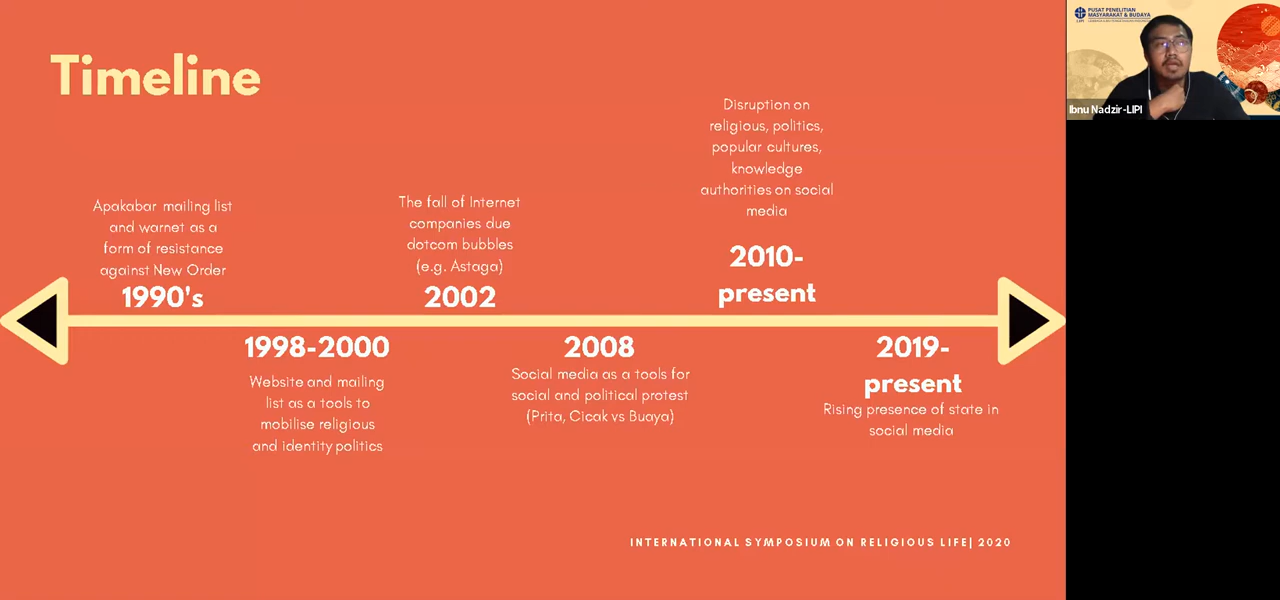 Timeline
Apakabar mailing list
and warnet as a
form of resistance
against New Order
1990's
1998-2000
Website and mailing
list as a tools to
mobilise religious
and identity politics
The fall of Internet
companies due
dotcom bubbles
(e.g. Astaga)
2002
2008
Social media as a tools for
social and political protest
(Prita, Cicak vs Buaya)
Disruption on
religious, politics,
popular cultures,
knowledge
authorities on social
media
2010-
present
2019-
present
Rising presence of state in
social media
INTERNATIONAL SYMPOSIUM ON RELIGIOUS LIFE| 2020
PUSAT PENELITIAN
MASYARAKAT & BUDAYA
LIPI
Ibnu Nadzir-LIPI